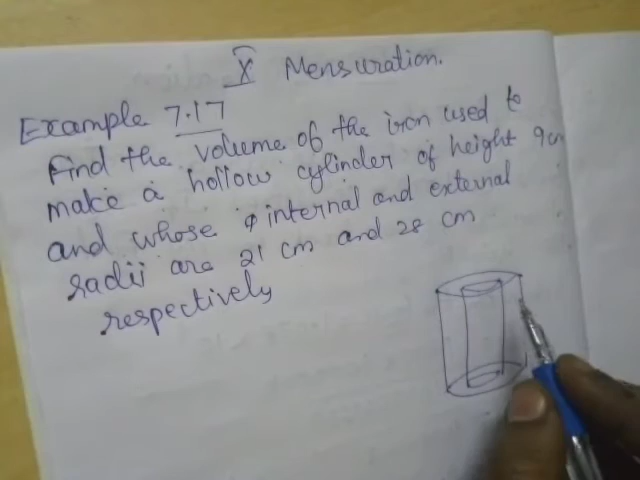 X Mensuration.
Example 7.17
Find the volume of the iron used to
make a hollow cylinder of height 9cm
and whose internal and external
radii are 21 cm and 28 cm
respectively